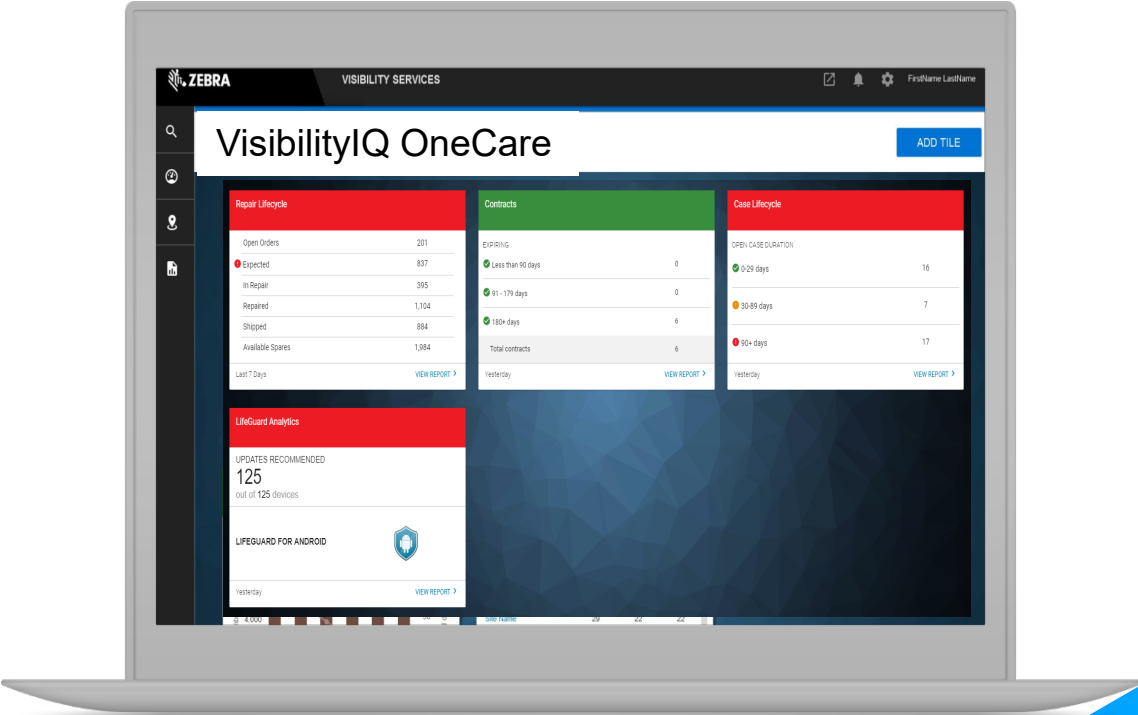 ZEBRA VISIBILITY SERVICES FirstName LastName
VisibilityIQ OneCare
ADD TILE
Repair Lifecycle
Open Orders 201
Expected 837
In Repair 395
Repaired 1,104
Shipped 884
Available Spares 1,984
Last 7 Days VIEW REPORT
Contracts
EXPIRING
Less than 90 days 0
91 - 179 days 0
180+ days 6
Total contracts 6
Yesterday VIEW REPORT
Case Lifecycle
OPEN CASE DURATION
0-29 days 16
30-89 days 7
90+ days 17
Yesterday VIEW REPORT
LifeGuard Analytics
UPDATES RECOMMENDED
125
out of 125 devices
LIFEGUARD FOR ANDROID
Yesterday VIEW REPORT
4,000
Site Name 29 22 22